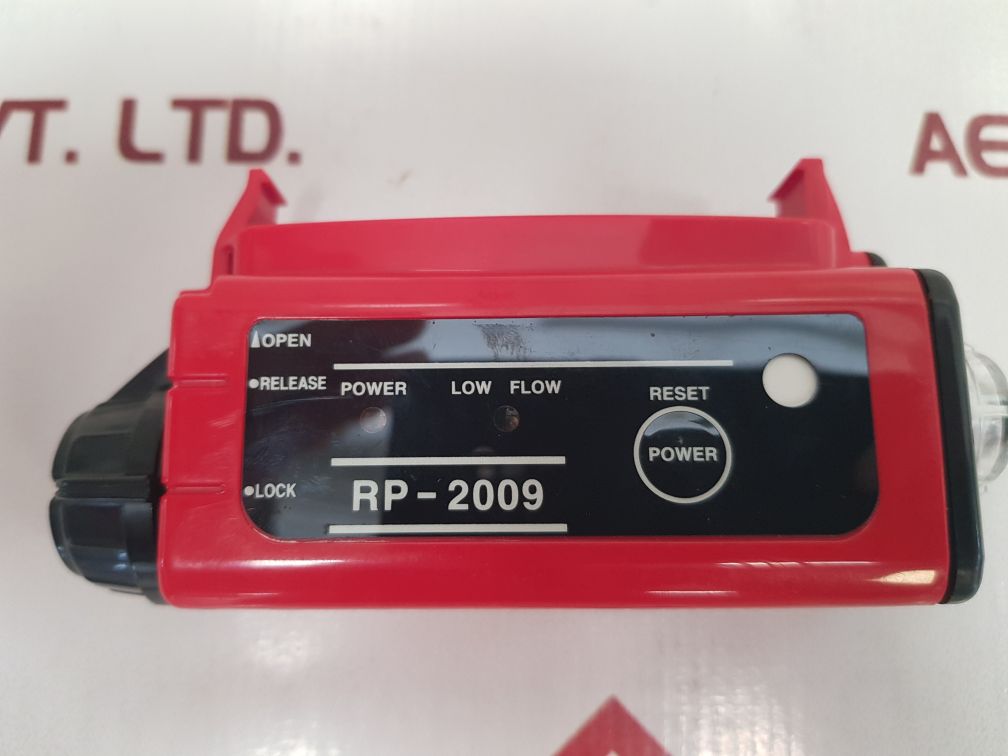 VT. LTD.
AE
OPEN
•RELEASE
POWER
LOW FLOW
RESET
POWER
•LOCK
RP-2009